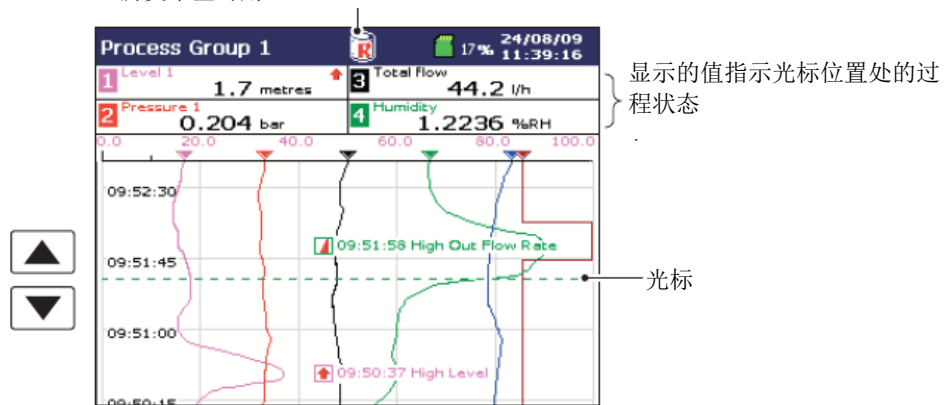 Process Group 1
R
17%
24/08/09
11:39:16
1 Level 1
1.7 metres
3 Total Flow
44.2 l/h
2 Pressure 1
0.204 bar
4 Humidity
1.2236 %RH
显示的值指示光标位置处的过
程状态
0.0 20.0 40.0 60.0 80.0 100.0
09:52:30
09:51:58 High Out Flow Rate
09:51:45
光标
09:51:00
09:50:37 High Level
09:50:15